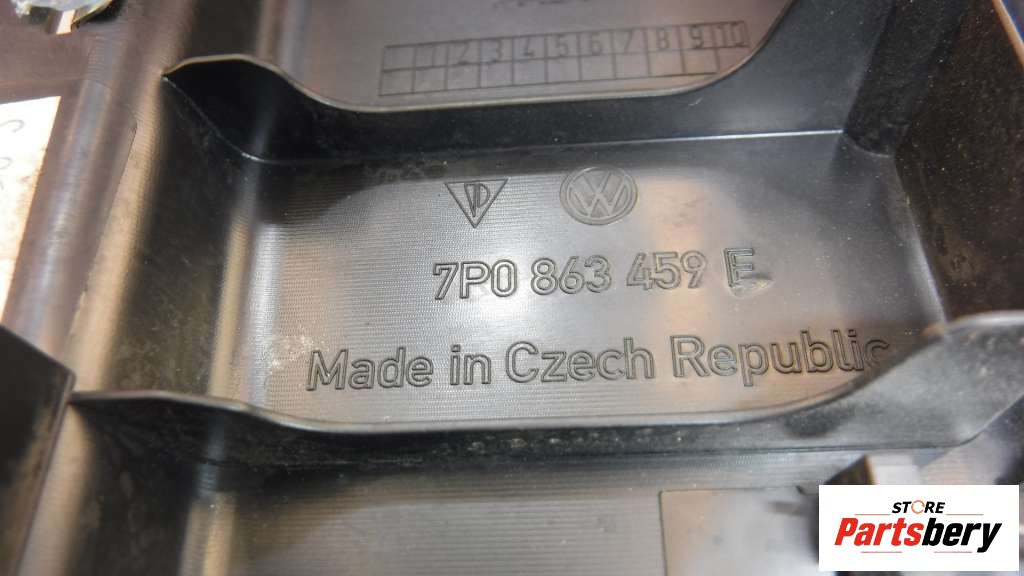 1 2 3 4 5 6 7 8 9 10
VW
7P0 863 459 E
Made in Czech Republic
STORE
Partsbery